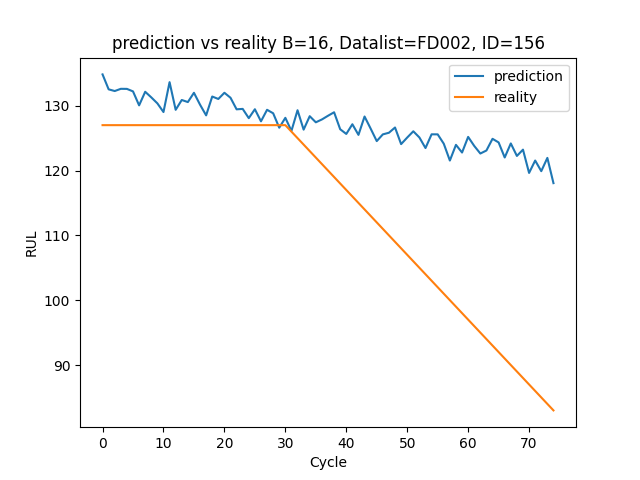 prediction vs reality B=16, Datalist=FD002, ID=156
prediction
reality
130
120
110
100
90
RUL
0 10 20 30 40 50 60 70
Cycle